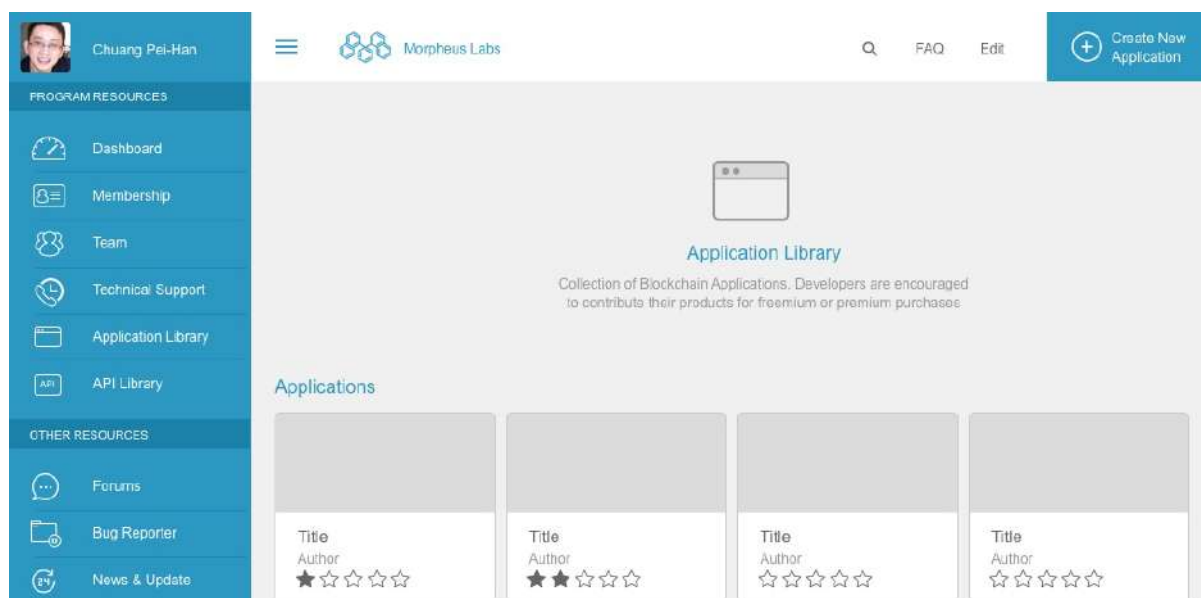 Chuang Pei-Han
Morpheus Labs
FAQ
Edit
Create New
Application
PROGRAM RESOURCES
Dashboard
Membership
Team
Technical Support
Application Library
API
API Library
OTHER RESOURCES
Forums
Bug Reporter
24
News & Update
Application Library
Collection of Blockchain Applications. Developers are encouraged
to contribute their products for freemium or premium purchases
Applications
Title
Author
Title
Author
Title
Author
Title
Author